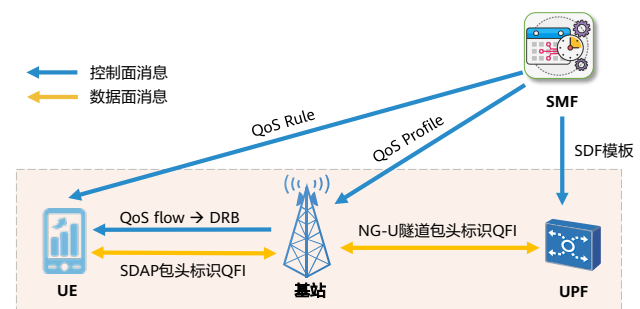 控制面消息
数据面消息
SMF
QoS Rule
QoS Profile
SDF模板
QoS flow → DRB
NG-U隧道包头标识QFI
SDAP包头标识QFI
UE
基站
UPF